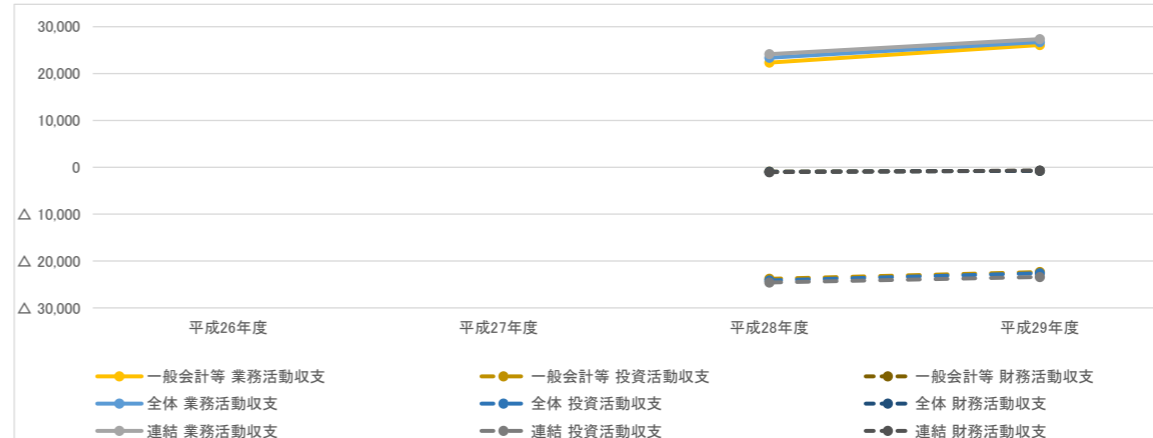 30,000
20,000
10,000
0
△ 10,000
△ 20,000
△ 30,000
平成26年度 平成27年度 平成28年度 平成29年度
一般会計等 業務活動収支 一般会計等 投資活動収支 一般会計等 財務活動収支
全体 業務活動収支 全体 投資活動収支 全体 財務活動収支
連結 業務活動収支 連結 投資活動収支 連結 財務活動収支